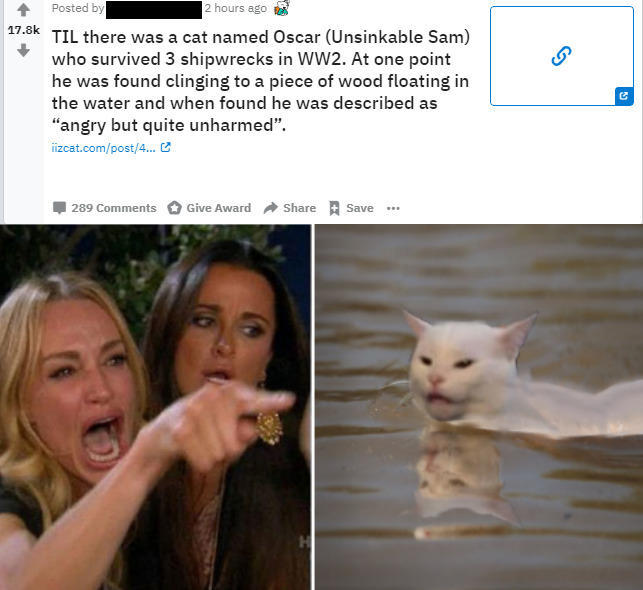 Posted by
2 hours ago
17.8k
TIL there was a cat named Oscar (Unsinkable Sam)
who survived 3 shipwrecks in WW2. At one point
he was found clinging to a piece of wood floating in
the water and when found he was described as
“angry but quite unharmed”.
iizcat.com/post/4...
289 Comments Give Award Share Save ...
H